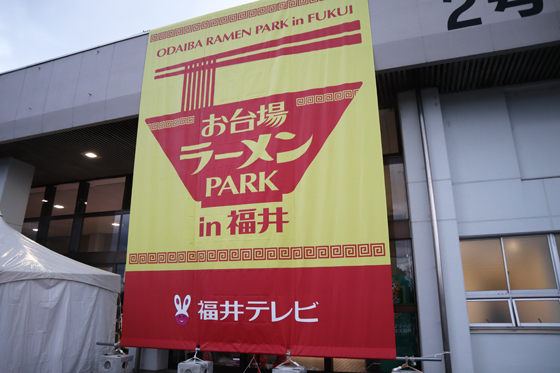 2号
ODAIBA RAMEN PARK in FUKUI
お台場
ラーメン
PARK
in 福井
福井テレビ